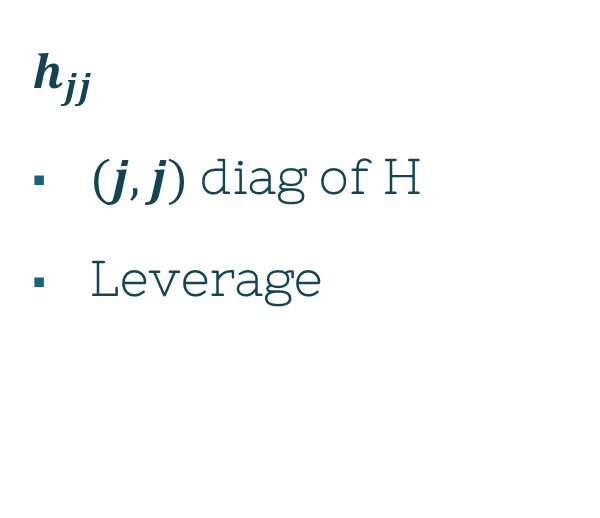 h_jj
▪ (j, j) diag of H
▪ Leverage